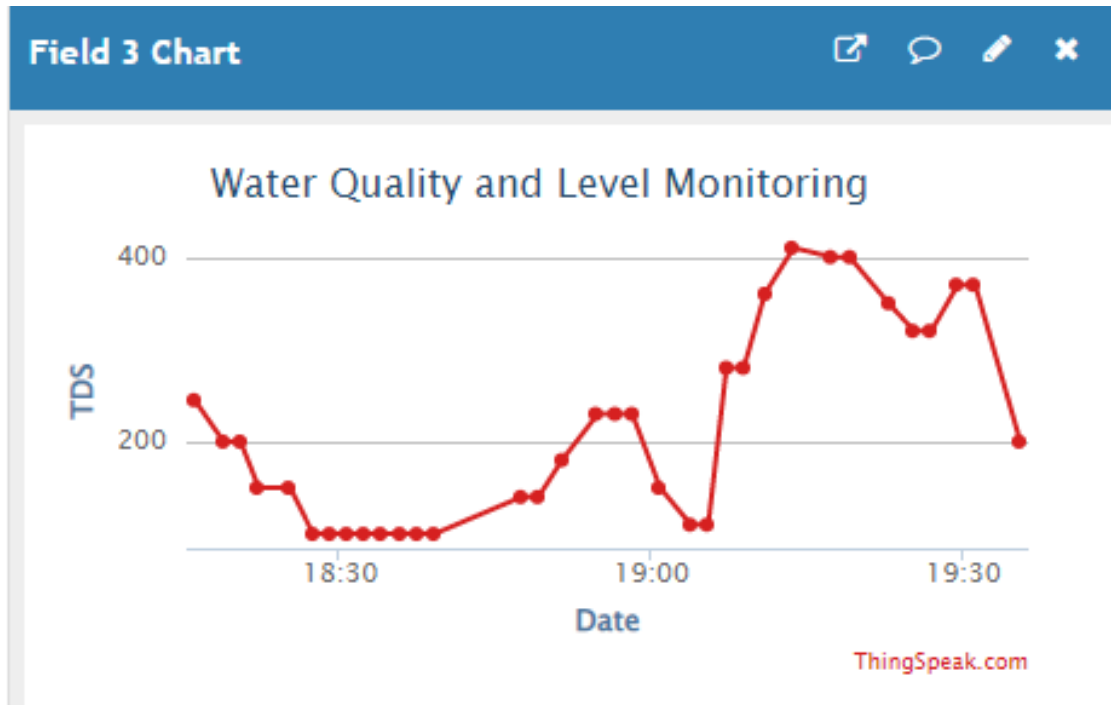 Field 3 Chart
Water Quality and Level Monitoring
400
TDS
200
18:30 19:00 19:30
Date
ThingSpeak.com